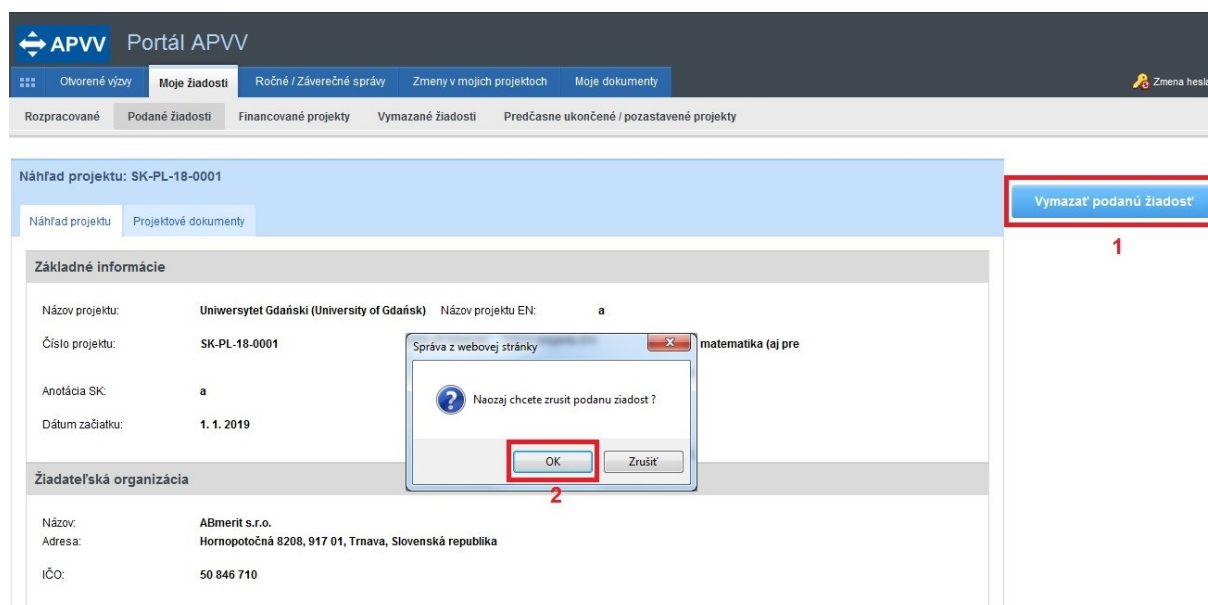 APVV Portál APVV
Otvorené výzvy Moje žiadosti Ročné / Záverečné správy Zmeny v mojich projektoch Moje dokumenty Zmena hesla
Rozpracované Podané žiadosti Financované projekty Vymazané žiadosti Predčasne ukončené / pozastavené projekty
Náhľad projektu: SK-PL-18-0001
Vymazať podanú žiadosť
Náhľad projektu Projektové dokumenty
1
Základné informácie
Názov projektu: Uniwersytet Gdański (University of Gdańsk) Názov projektu EN: a
Číslo projektu: SK-PL-18-0001 matematika (aj pre
Správa z webovej stránky
Anotácia SK: a
Naozaj chcete zrusit podanu ziadost ?
Dátum začiatku: 1. 1. 2019
OK Zrušiť
2
Žiadateľská organizácia
Názov: ABmerit s.r.o.
Adresa: Hornopotočná 8208, 917 01, Trnava, Slovenská republika
IČO: 50 846 710